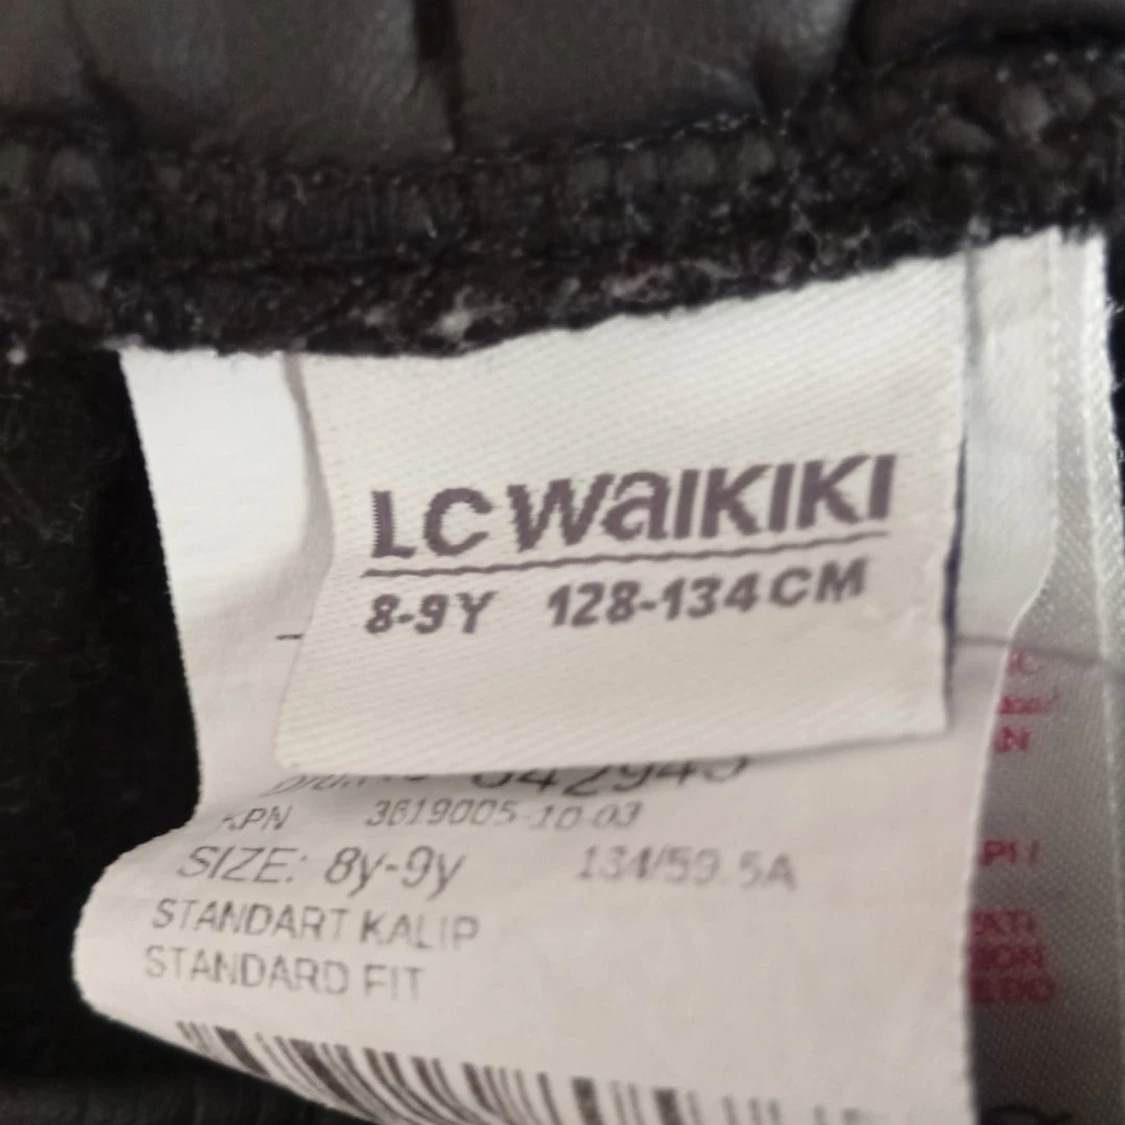 LC WAIKIKI
8-9Y 128-134CM
KPN 3619005-10-03
SIZE: 8y-9y 134/59.5A
STANDART KALIP
STANDARD FIT